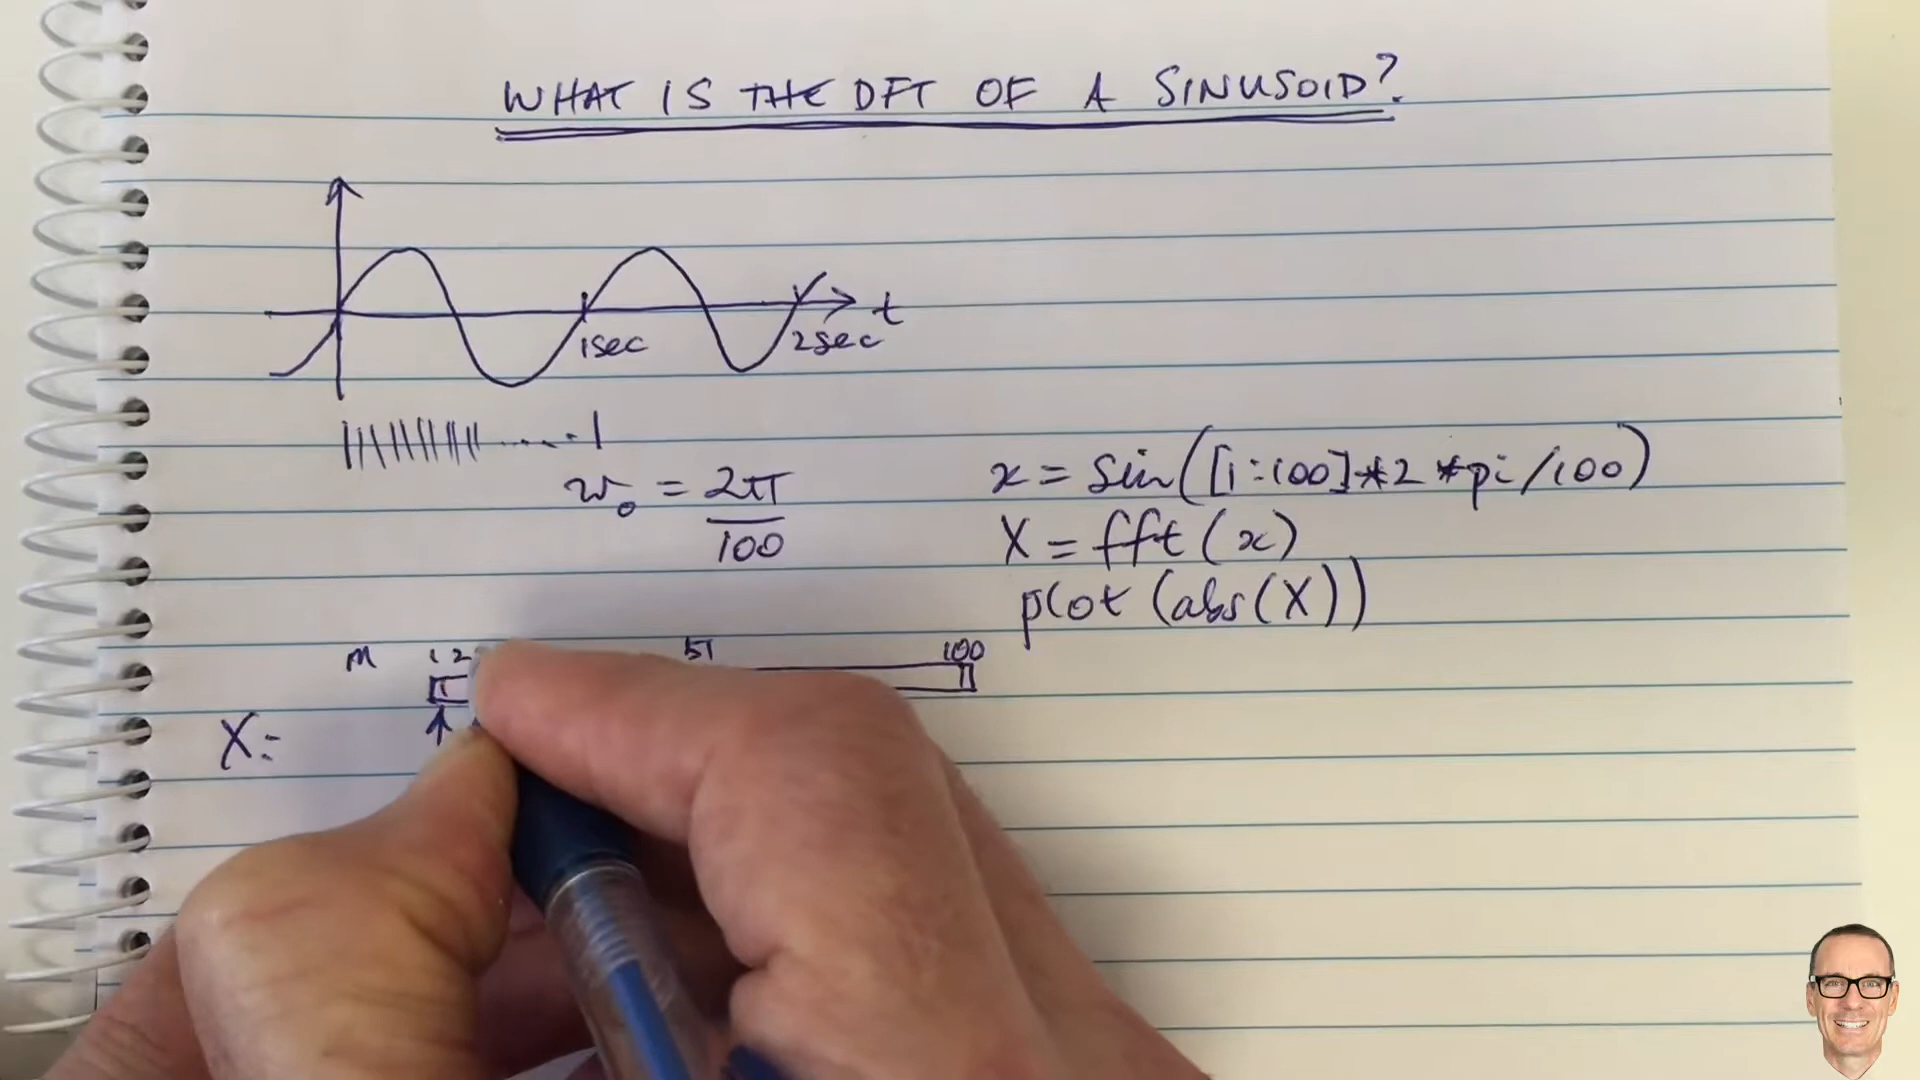 WHAT IS THE DFT OF A SINUSOID?
t
1sec
2sec
w₀ = 2π
100
x = Sin([1:100]*2*pi/100)
X = fft(x)
plot (abs(X))
m 1 2 51 100
X =